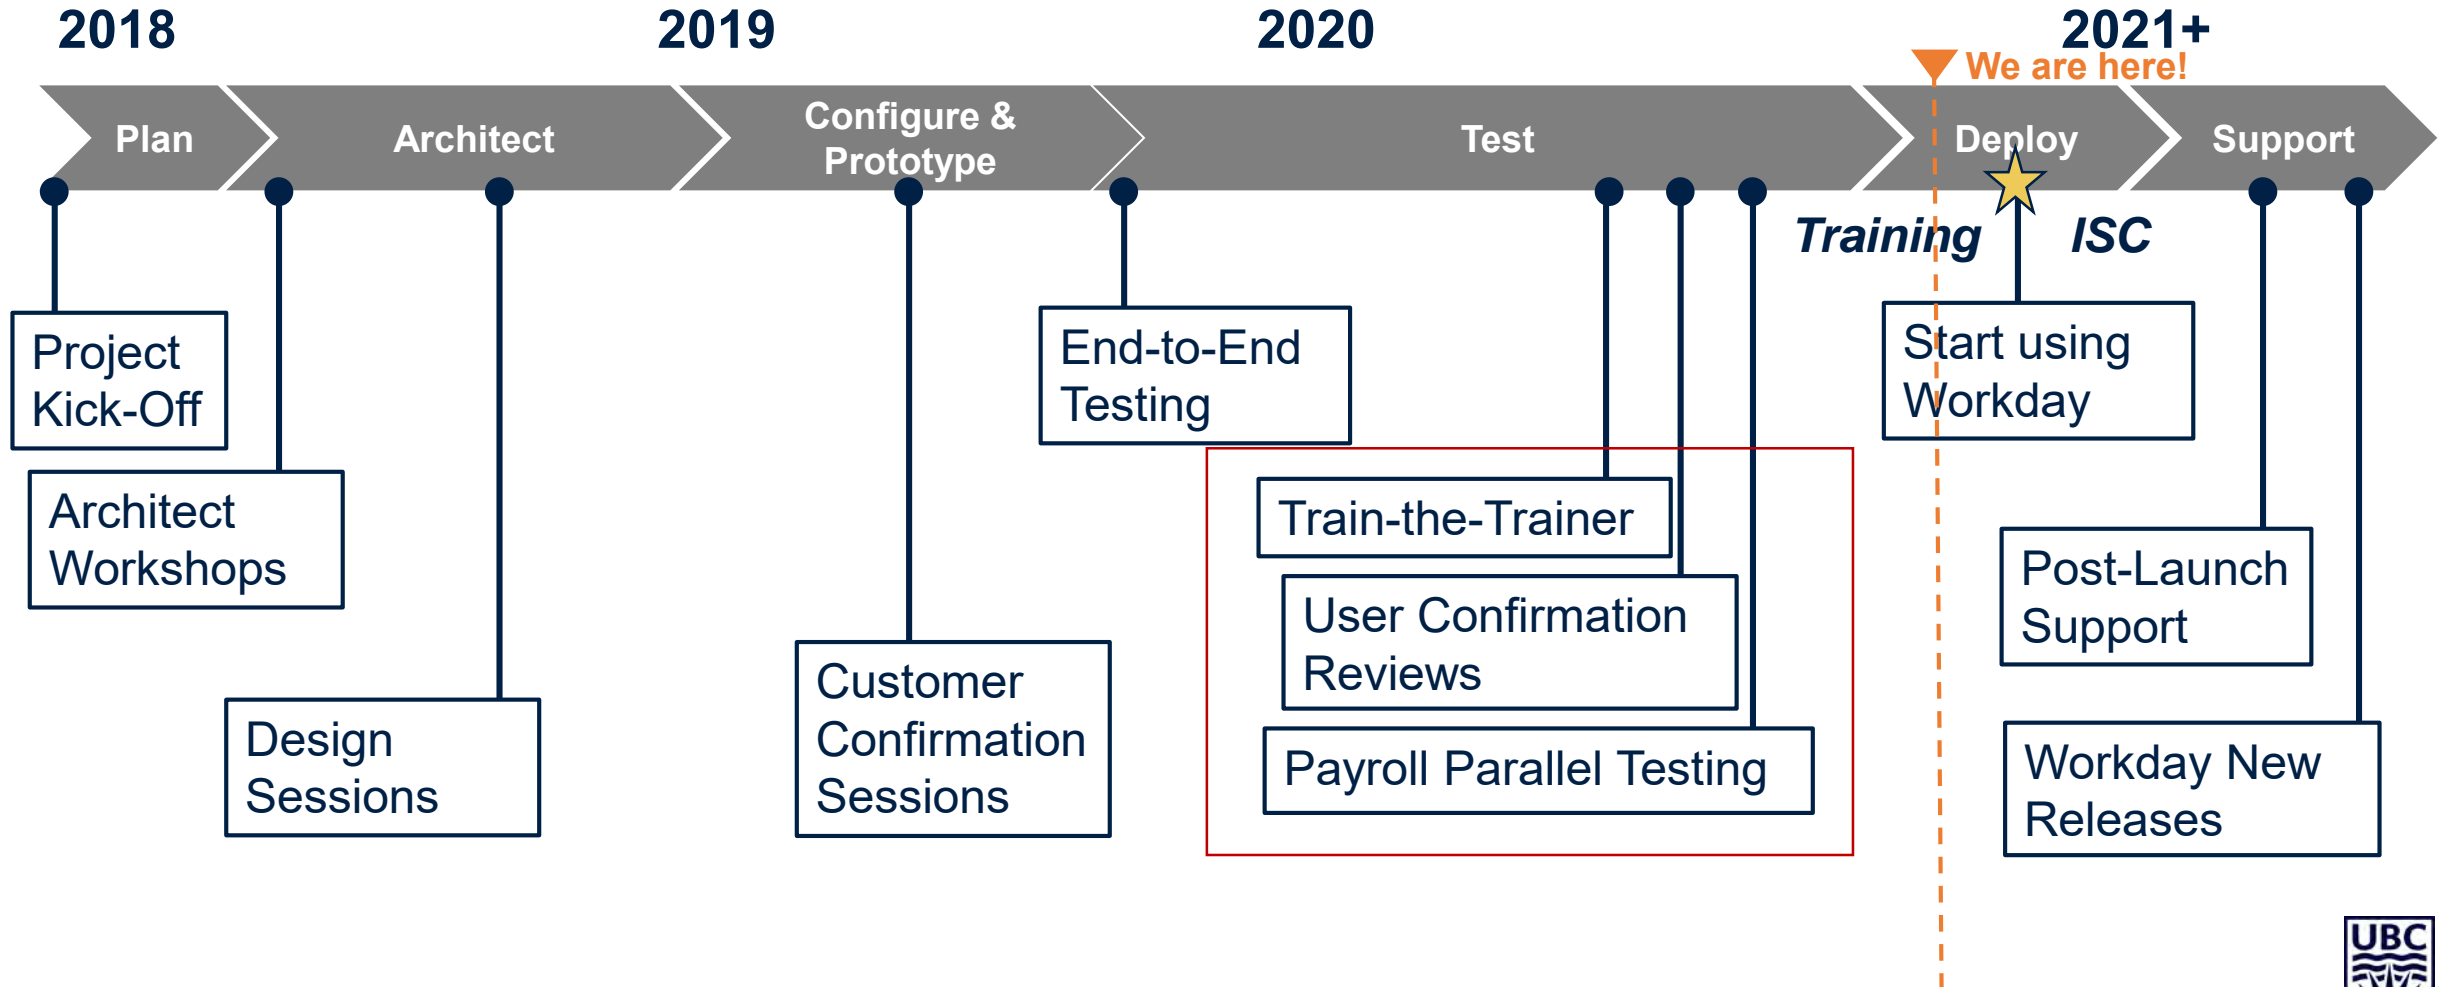 2018
2019
2020
2021+
We are here!
Plan
Architect
Configure &
Prototype
Test
Deploy
Support
Training
ISC
Project
Kick-Off
Architect
Workshops
Design
Sessions
Customer
Confirmation
Sessions
End-to-End
Testing
Train-the-Trainer
User Confirmation
Reviews
Payroll Parallel Testing
Start using
Workday
Post-Launch
Support
Workday New
Releases
UBC